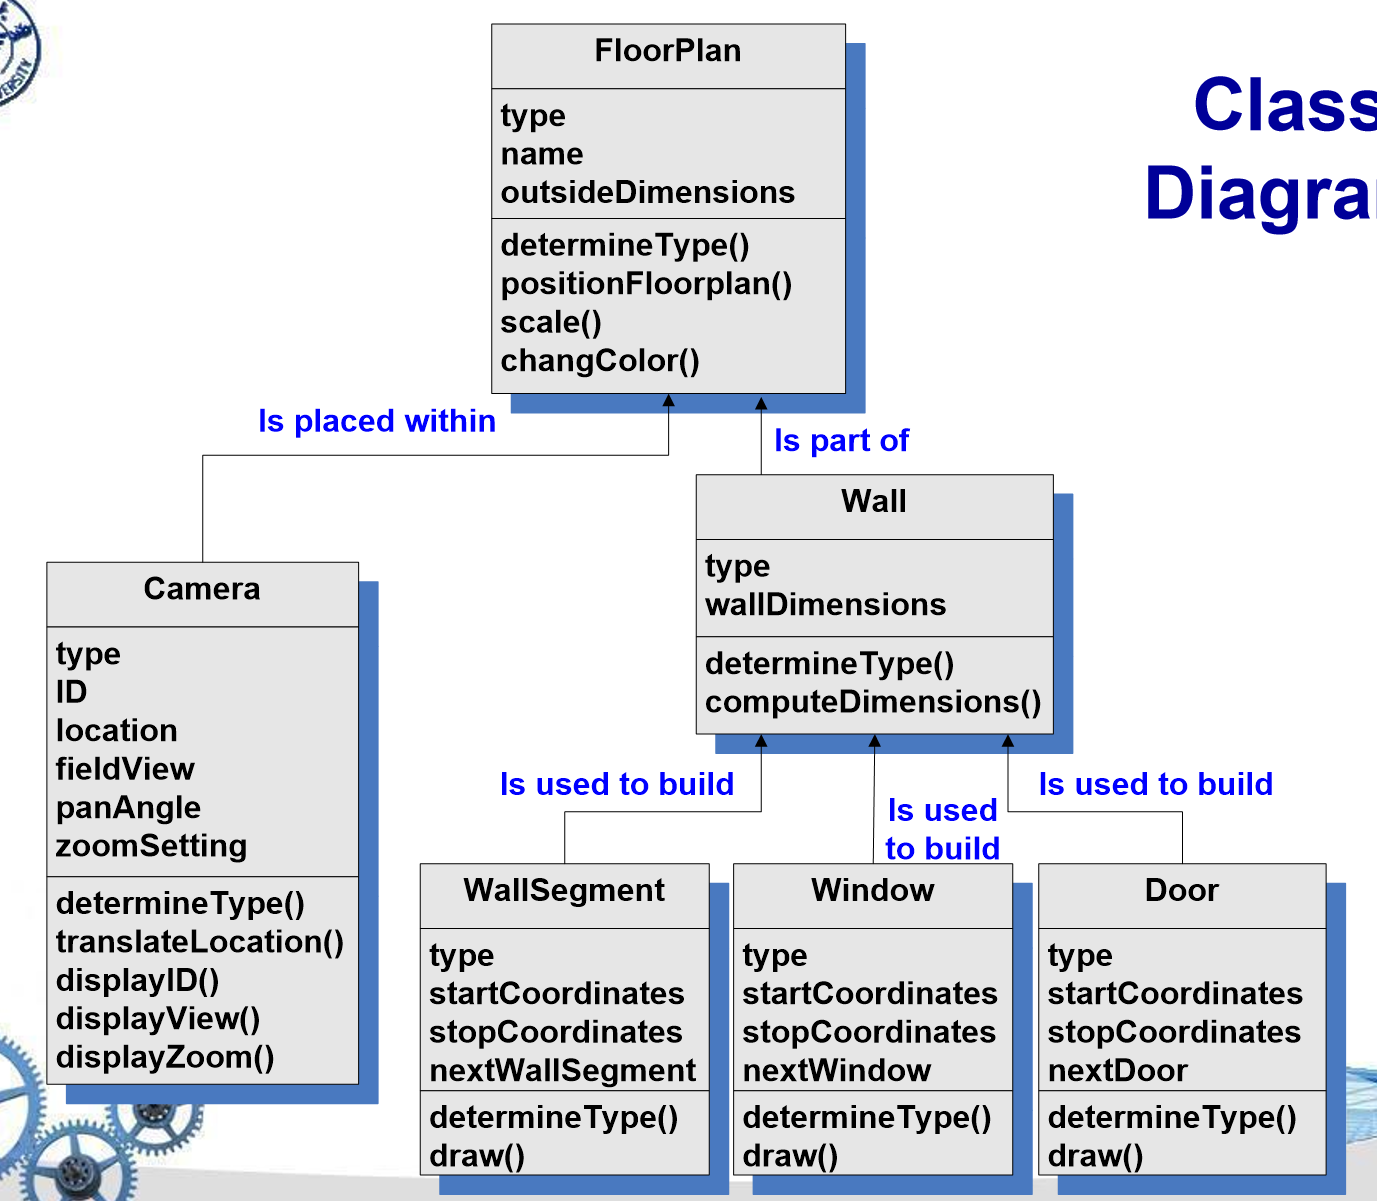 Class
FloorPlan
type
name
outsideDimensions
determineType()
positionFloorplan()
scale()
changColor()
Is placed within
Is part of
Wall
type
wallDimensions
determineType()
computeDimensions()
Camera
type
ID
location
fieldView
panAngle
zoomSetting
determineType()
translateLocation()
displayID()
displayView()
displayZoom()
Is used to build
Is used
to build
Is used to build
WallSegment
type
startCoordinates
stopCoordinates
nextWallSegment
determineType()
draw()
Window
type
startCoordinates
stopCoordinates
nextWindow
determineType()
draw()
Door
type
startCoordinates
stopCoordinates
nextDoor
determineType()
draw()